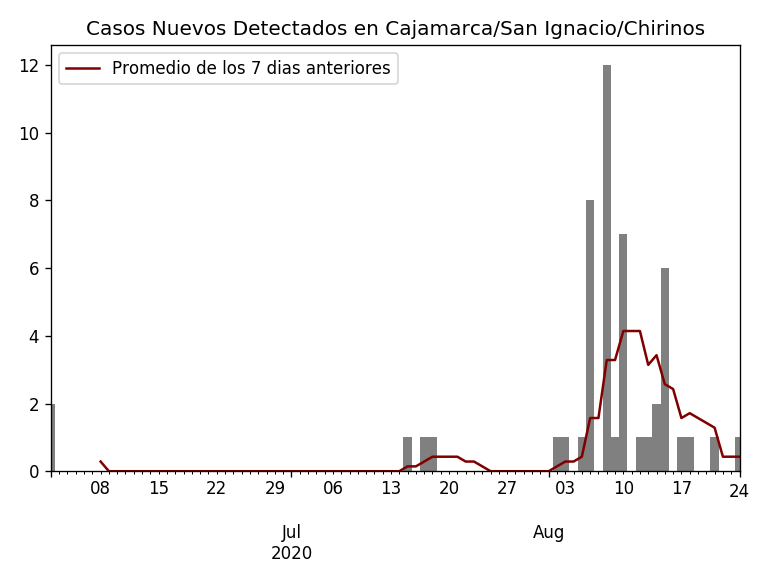 Casos Nuevos Detectados en Cajamarca/San Ignacio/Chirinos
Promedio de los 7 dias anteriores
12
10
8
6
4
2
0
08 15 22 29 06 13 20 27 03 10 17 24
Jul Aug
2020